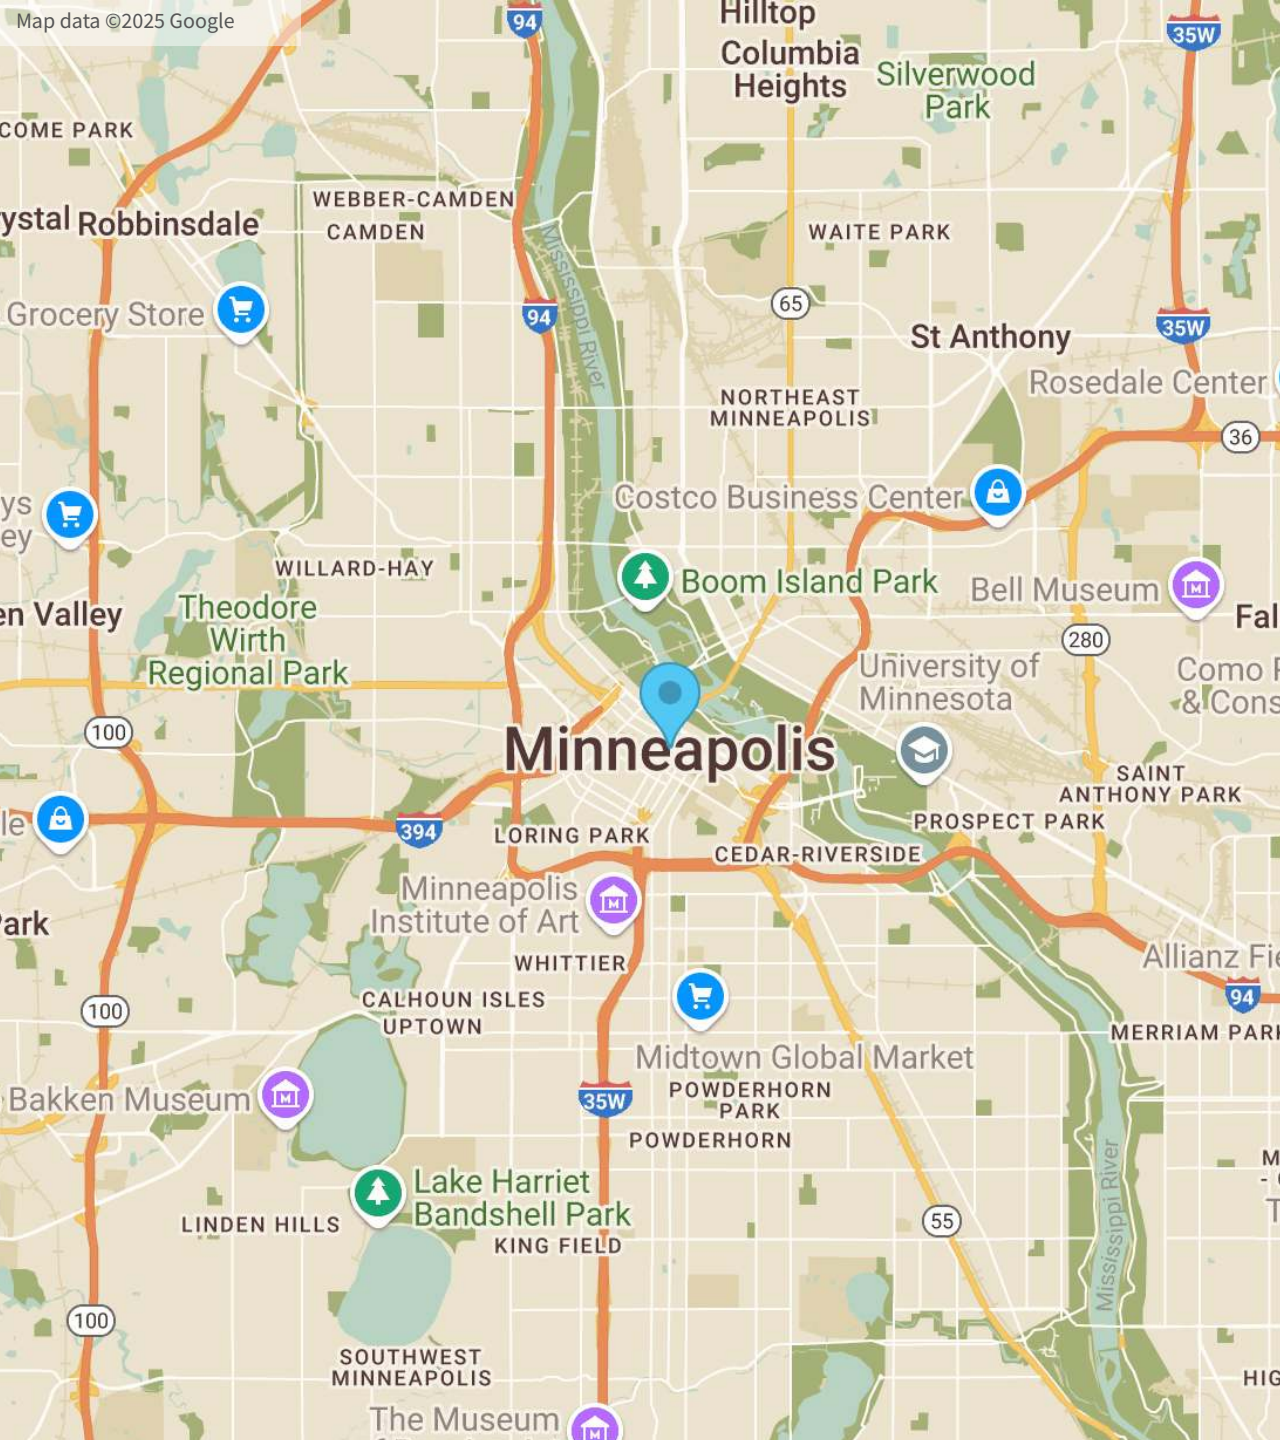 Map data ©2025 Google
94
Hilltop
35W
Columbia
Heights
Silverwood
Park
COME PARK
WEBBER-CAMDEN
CAMDEN
rystal
Robbinsdale
WAITE PARK
Mississippi River
Grocery Store
94
65
St Anthony
35W
Rosedale Center
NORTHEAST
MINNEAPOLIS
36
Costco Business Center
ys
ey
WILLARD-HAY
Boom Island Park
Bell Museum
en Valley
Theodore
Wirth
Regional Park
Fal
280
University of
Minnesota
Como P
& Cons
100
Minneapolis
SAINT
ANTHONY PARK
le
394
LORING PARK
PROSPECT PARK
CEDAR-RIVERSIDE
Minneapolis
Institute of Art
Park
WHITTIER
Allianz Fie
CALHOUN ISLES
94
100
UPTOWN
MERRIAM PARK
Midtown Global Market
Bakken Museum
35W
POWDERHORN
PARK
POWDERHORN
M
- C
T
Lake Harriet
Bandshell Park
LINDEN HILLS
55
KING FIELD
Mississippi River
100
SOUTHWEST
MINNEAPOLIS
HIG
The Museum